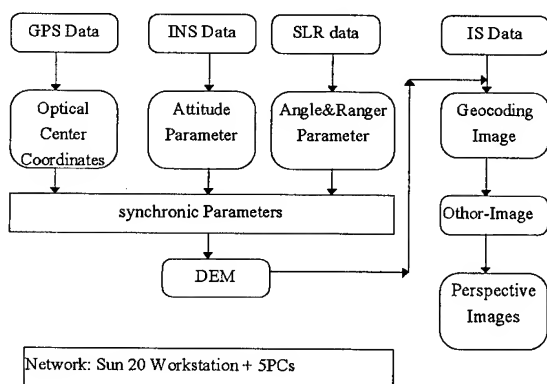 GPS Data
INS Data
SLR data
IS Data
Optical
Center
Coordinates
Attitude
Parameter
Angle&Ranger
Parameter
Geocoding
Image
synchronic Parameters
Othor-Image
DEM
Perspective
Images
Network: Sun 20 Workstation + 5PCs